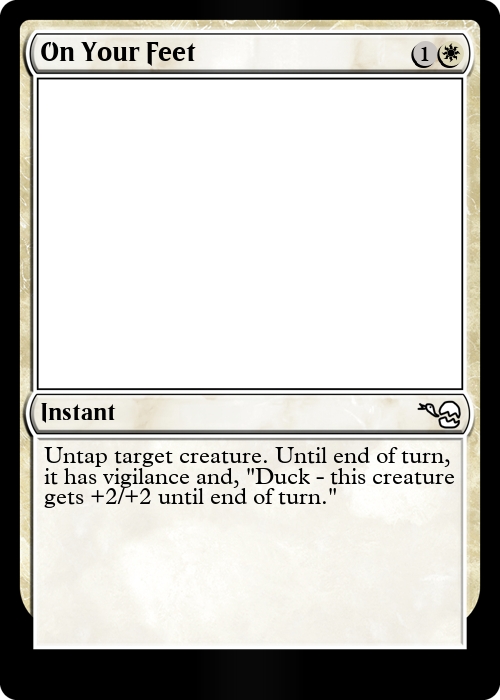 On Your Feet 1
Instant
Untap target creature. Until end of turn,
it has vigilance and, "Duck - this creature
gets +2/+2 until end of turn."